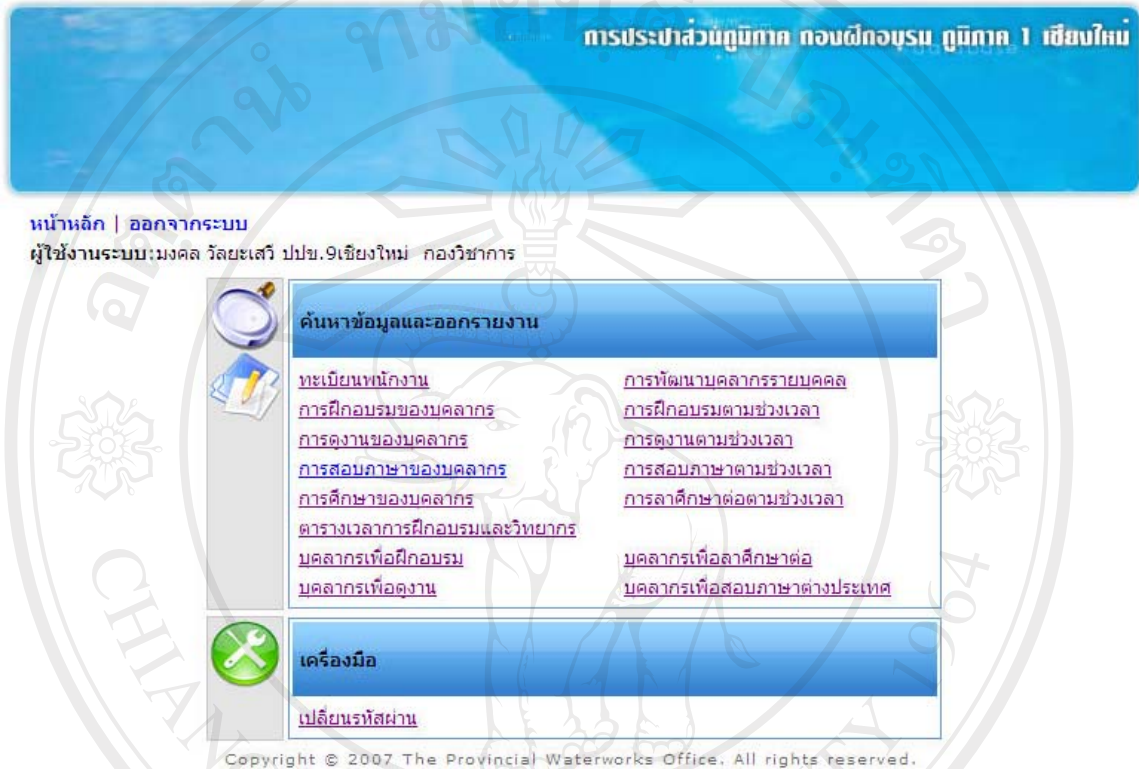 การประปาส่วนภูมิภาค กองฝึกอบรม ภูมิภาค 1 เชียงใหม่
หน้าหลัก | ออกจากระบบ
ผู้ใช้งานระบบ:มงคล วัลยะเสวี ปปข.9เชียงใหม่ กองวิชาการ
ค้นหาข้อมูลและออกรายงาน
ทะเบียนพนักงาน การพัฒนาบุคลากรรายบุคคล
การฝึกอบรมของบุคลากร การฝึกอบรมตามช่วงเวลา
การดูงานของบุคลากร การดูงานตามช่วงเวลา
การสอบภาษาของบุคลากร การสอบภาษาตามช่วงเวลา
การศึกษาของบุคลากร การลาศึกษาต่อตามช่วงเวลา
ตารางเวลาการฝึกอบรมและวิทยากร
บุคลากรเพื่อฝึกอบรม บุคลากรเพื่อลาศึกษาต่อ
บุคลากรเพื่อดูงาน บุคลากรเพื่อสอบภาษาต่างประเทศ
เครื่องมือ
เปลี่ยนรหัสผ่าน
Copyright © 2007 The Provincial Waterworks Office. All rights reserved.